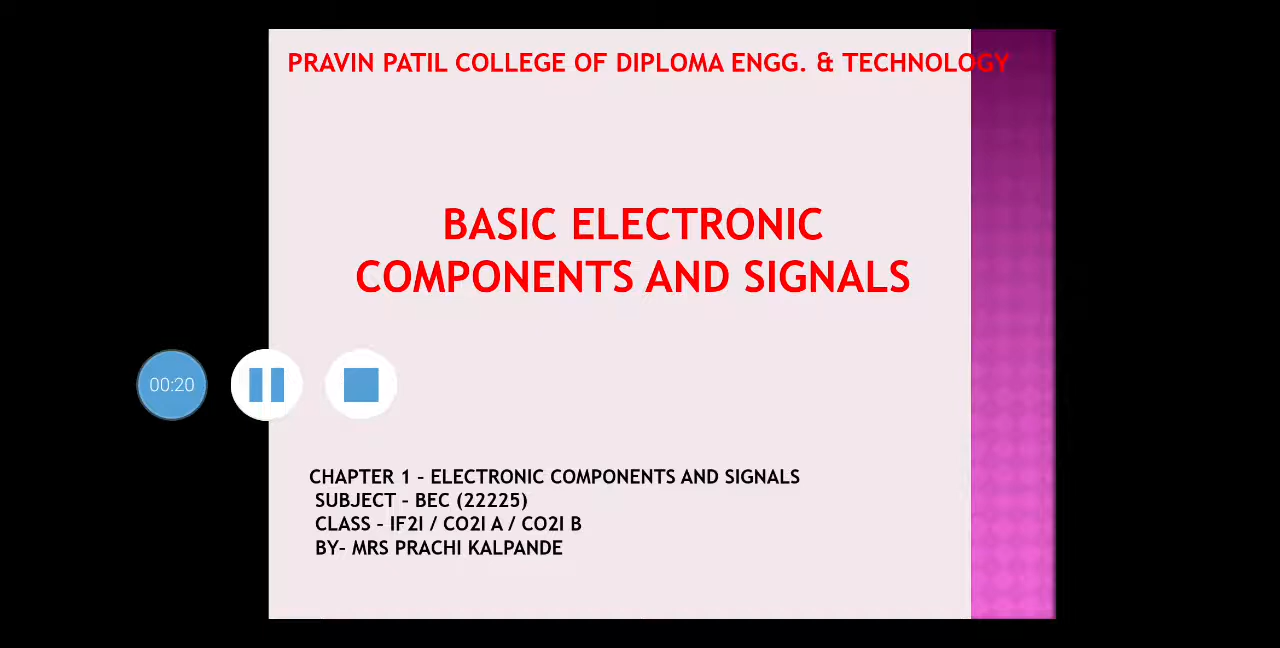 PRAVIN PATIL COLLEGE OF DIPLOMA ENGG. & TECHNOLOGY
BASIC ELECTRONIC
COMPONENTS AND SIGNALS
00:20
CHAPTER 1 – ELECTRONIC COMPONENTS AND SIGNALS
SUBJECT – BEC (22225)
CLASS – IF2I / CO2I A / CO2I B
BY– MRS PRACHI KALPANDE